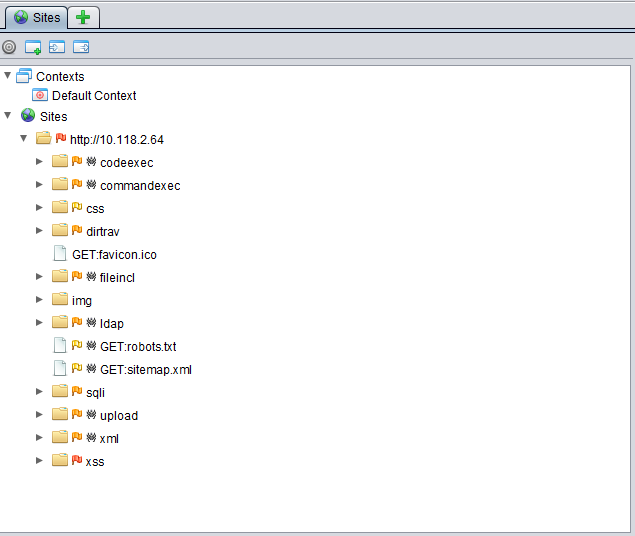 Sites
Contexts
Default Context
Sites
http://10.118.2.64
codeexec
commandexec
css
dirtrav
GET:favicon.ico
fileincl
img
ldap
GET:robots.txt
GET:sitemap.xml
sqli
upload
xml
xss